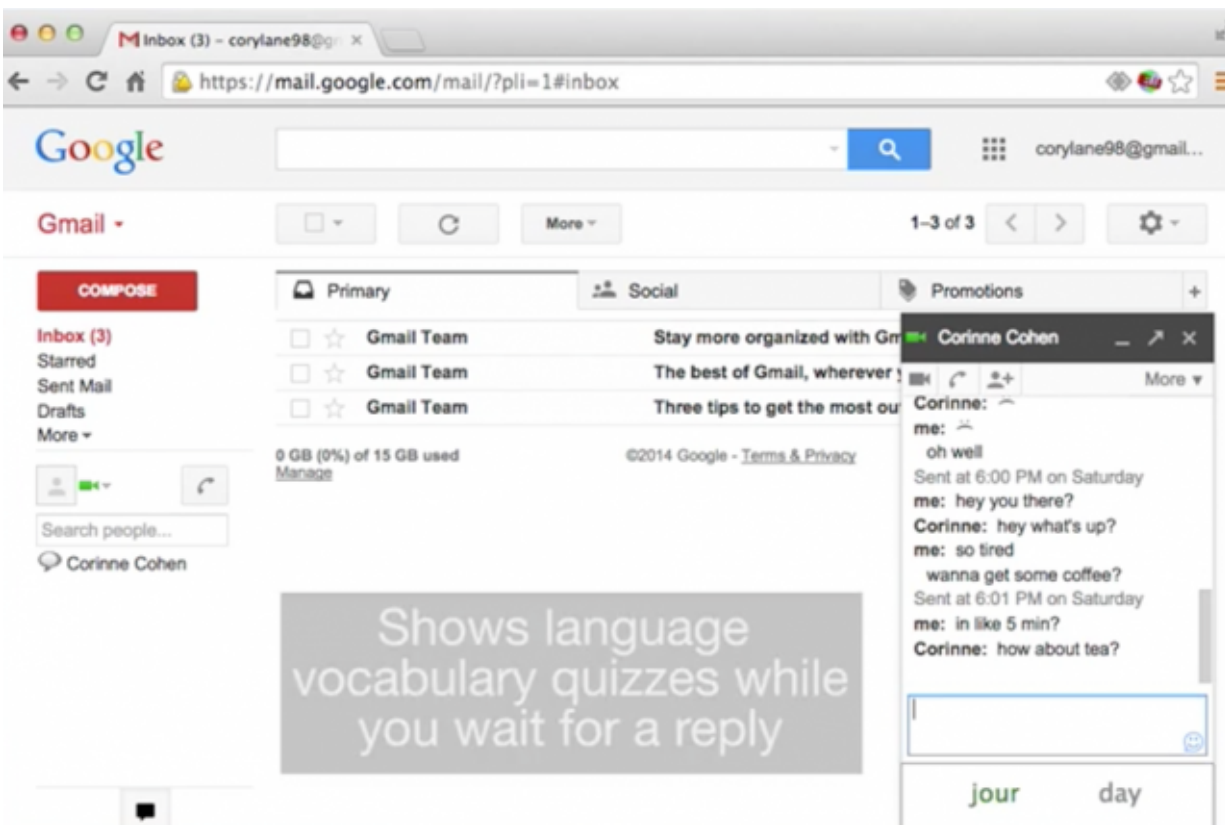 Inbox (3) – corylane98@gm
https://mail.google.com/mail/?pli=1#inbox
Google
corylane98@gmail...
Gmail
More
1–3 of 3
COMPOSE
Primary
Social
Promotions
+
Inbox (3)
Starred
Sent Mail
Drafts
More
Gmail Team
Stay more organized with Gm
Gmail Team
The best of Gmail, wherever y
Gmail Team
Three tips to get the most ou
0 GB (0%) of 15 GB used
Manage
©2014 Google - Terms & Privacy
Search people...
Corinne Cohen
Shows language
vocabulary quizzes while
you wait for a reply
Corinne Cohen
More
Corinne:
me:
oh well
Sent at 6:00 PM on Saturday
me: hey you there?
Corinne: hey what's up?
me: so tired
wanna get some coffee?
Sent at 6:01 PM on Saturday
me: in like 5 min?
Corinne: how about tea?
jour day